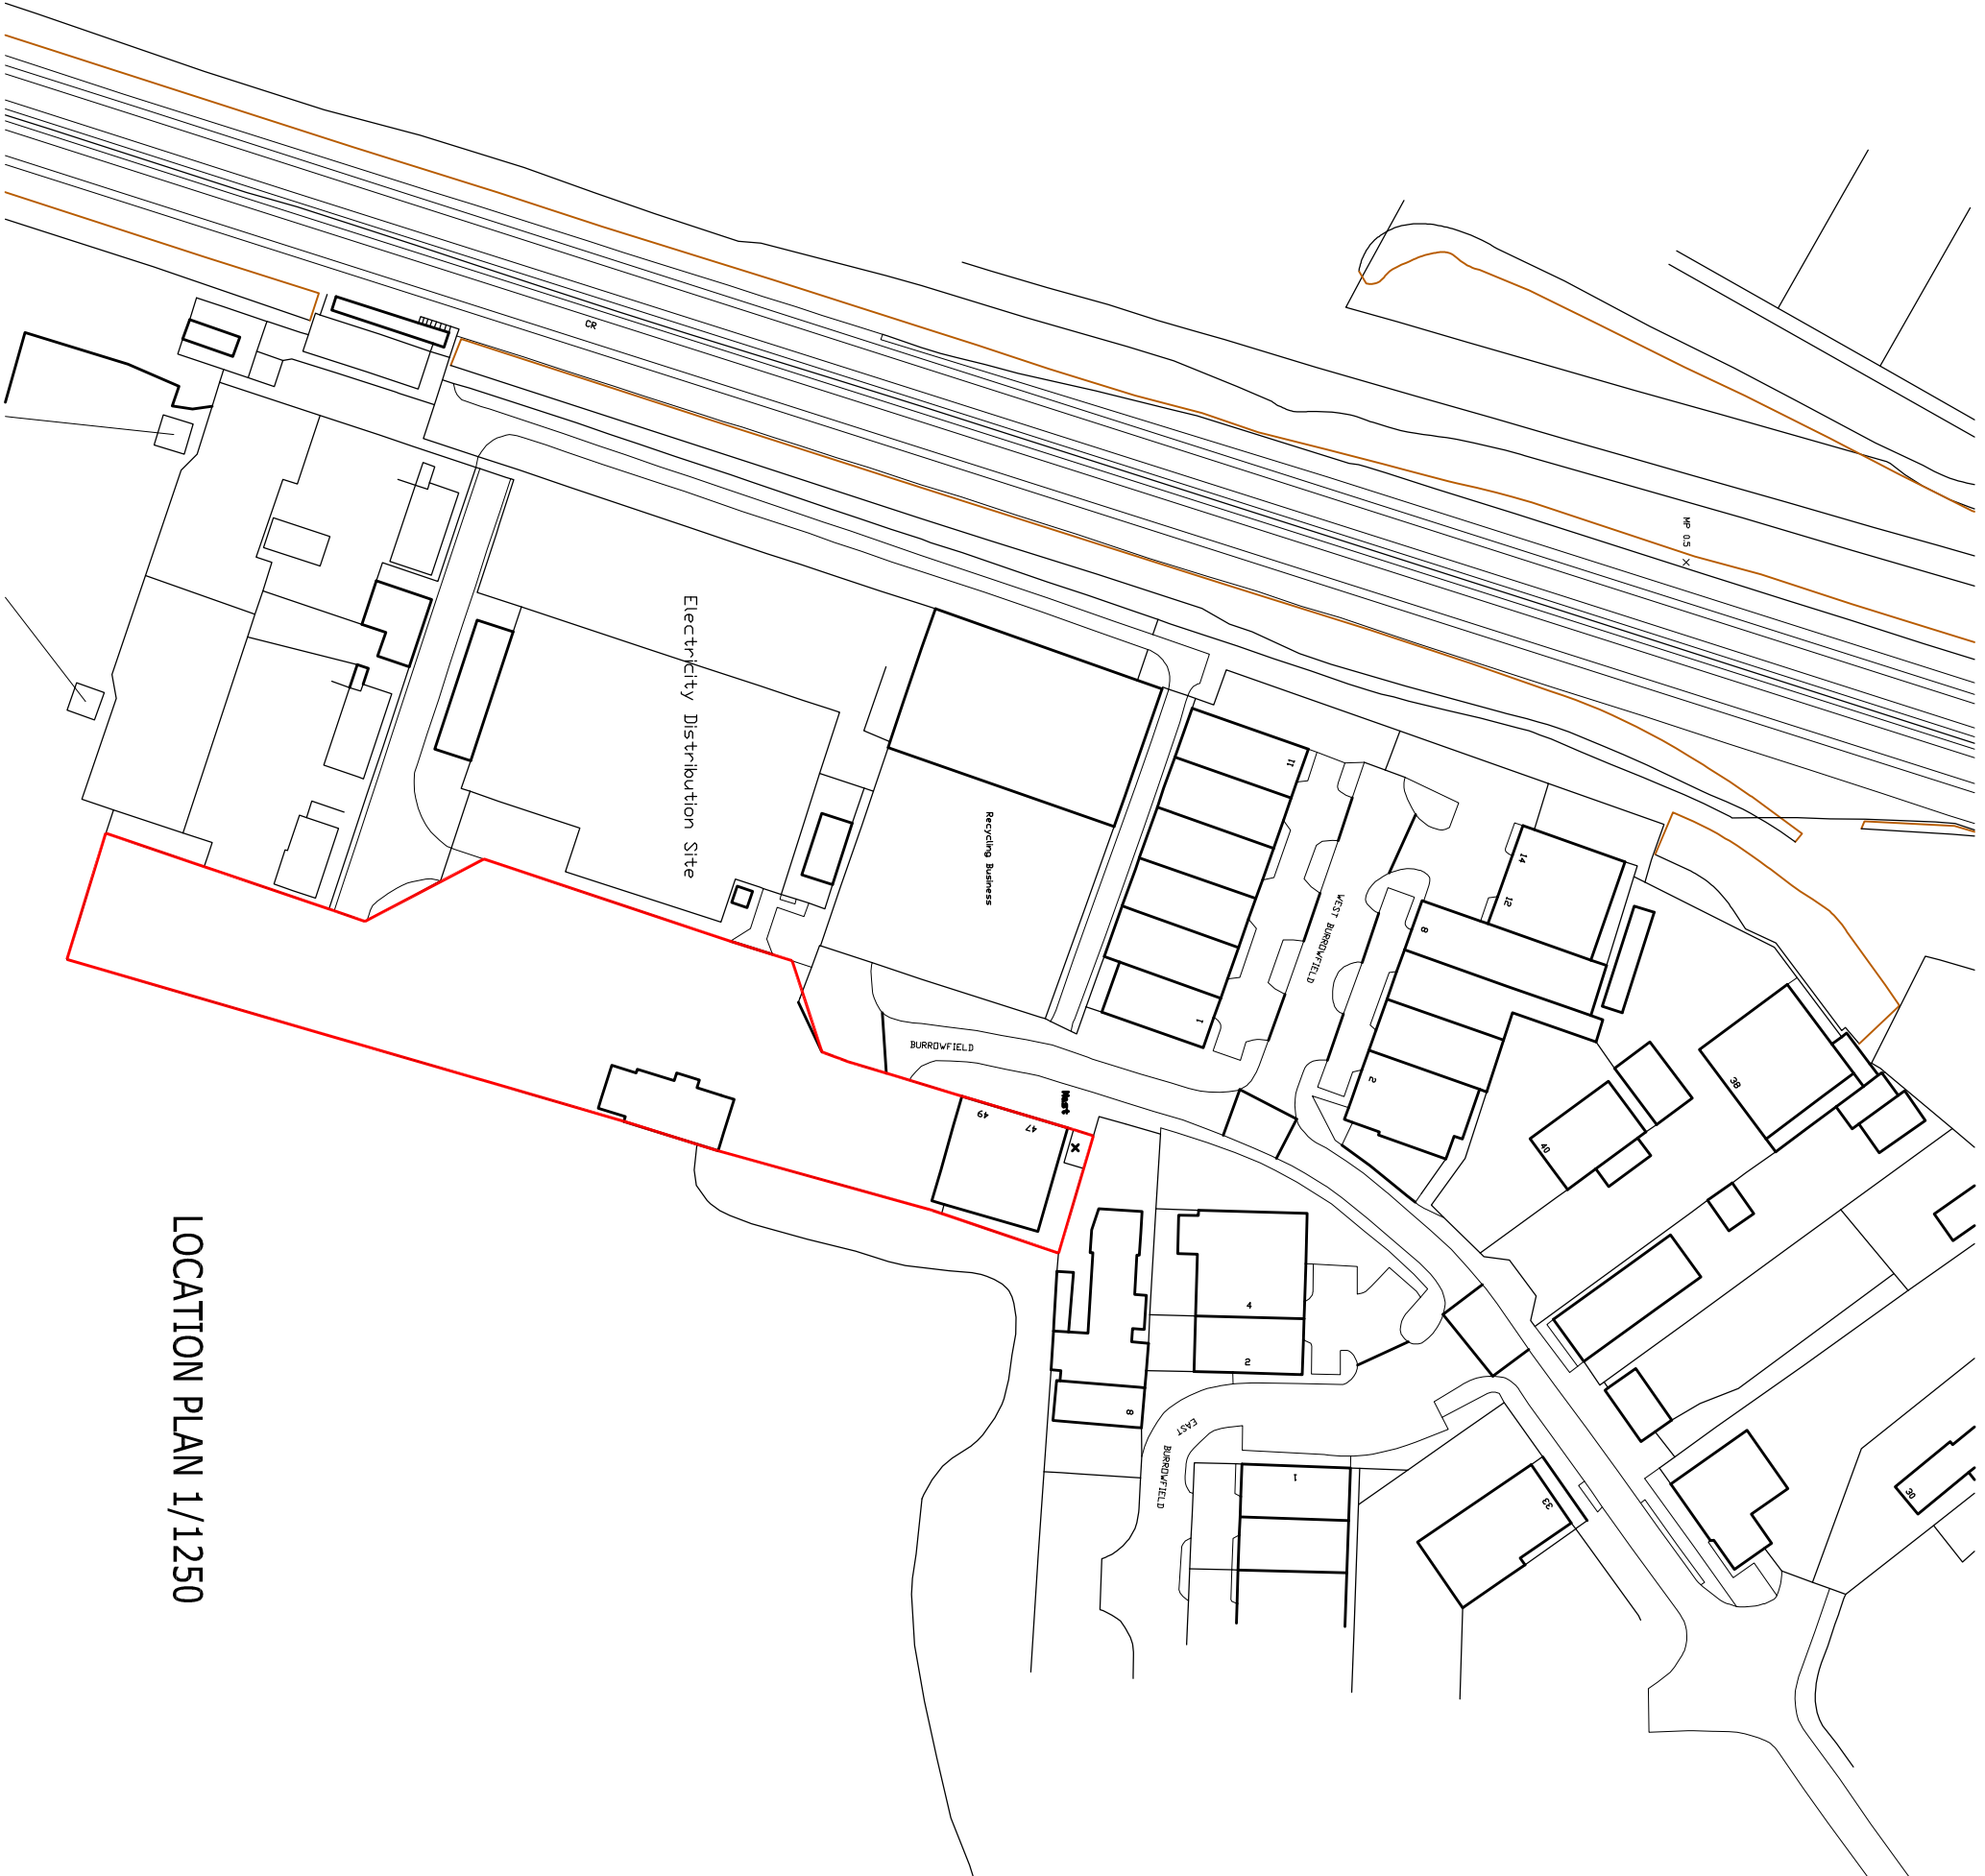 CR
MP 0.5
Electricity Distribution Site
Recycling Business
11
1
WEST BURROWFIELD
14
12
8
2
BURROWFIELD
Mast
49
47
38
40
4
2
8
EAST
BURROWFIELD
1
33
30
LOCATION PLAN 1/1250